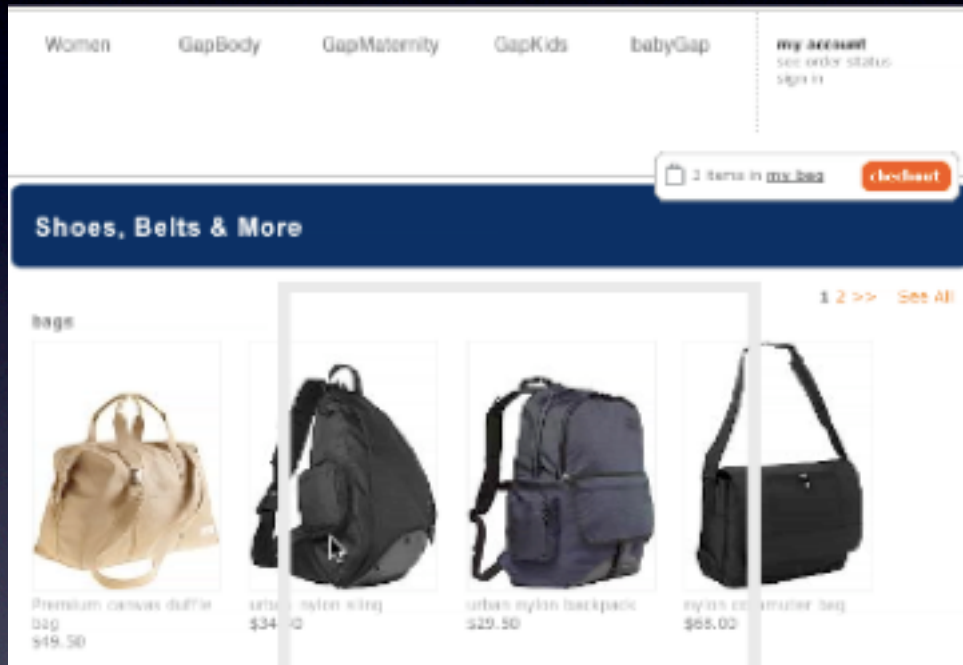 Women GapBody GapMaternity GapKids babyGap
my account
see order status
sign in
2 items in my bag checkout
Shoes, Belts & More
1 2 >> See All
bags
Premium canvas duffle
bag
$49.50
urban nylon sling
urban nylon backpack
$29.50
nylon commuter bag
$68.00